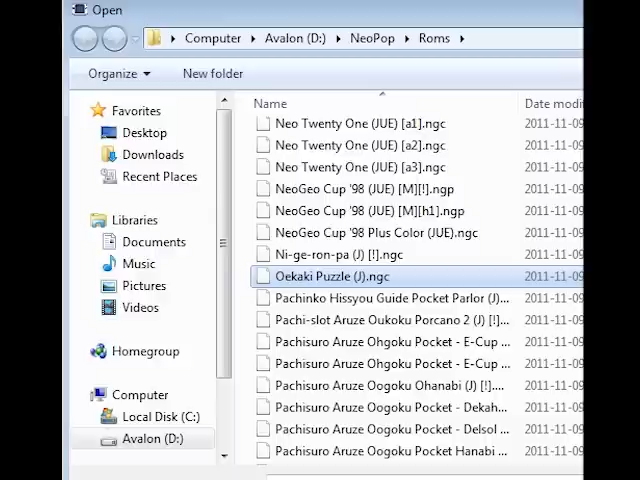 Open
Computer
Avalon (D:)
NeoPop
Roms
Organize
New folder
Name
Date modi
Favorites
Desktop
Downloads
Recent Places
Libraries
Documents
Music
Pictures
Videos
Homegroup
Computer
Local Disk (C:)
Avalon (D:)
Neo Twenty One (JUE) [a1].ngc 2011-11-09
Neo Twenty One (JUE) [a2].ngc 2011-11-09
Neo Twenty One (JUE) [a3].ngc 2011-11-09
NeoGeo Cup '98 (JUE) [M][!].ngp 2011-11-09
NeoGeo Cup '98 (JUE) [M][h1].ngp 2011-11-09
NeoGeo Cup '98 Plus Color (JUE).ngc 2011-11-09
Ni-ge-ron-pa (J) [!].ngc 2011-11-09
Oekaki Puzzle (J).ngc 2011-11-09
Pachinko Hissyou Guide Pocket Parlor (J)... 2011-11-09
Pachi-slot Aruze Oukoku Porcano 2 (J) [!]... 2011-11-09
Pachisuro Aruze Ohgoku Pocket - E-Cup ... 2011-11-09
Pachisuro Aruze Ohgoku Pocket - E-Cup ... 2011-11-09
Pachisuro Aruze Oogoku Ohanabi (J) [!].... 2011-11-09
Pachisuro Aruze Oogoku Pocket - Dekah... 2011-11-09
Pachisuro Aruze Oogoku Pocket - Delsol ... 2011-11-09
Pachisuro Aruze Oogoku Pocket Hanabi ... 2011-11-09